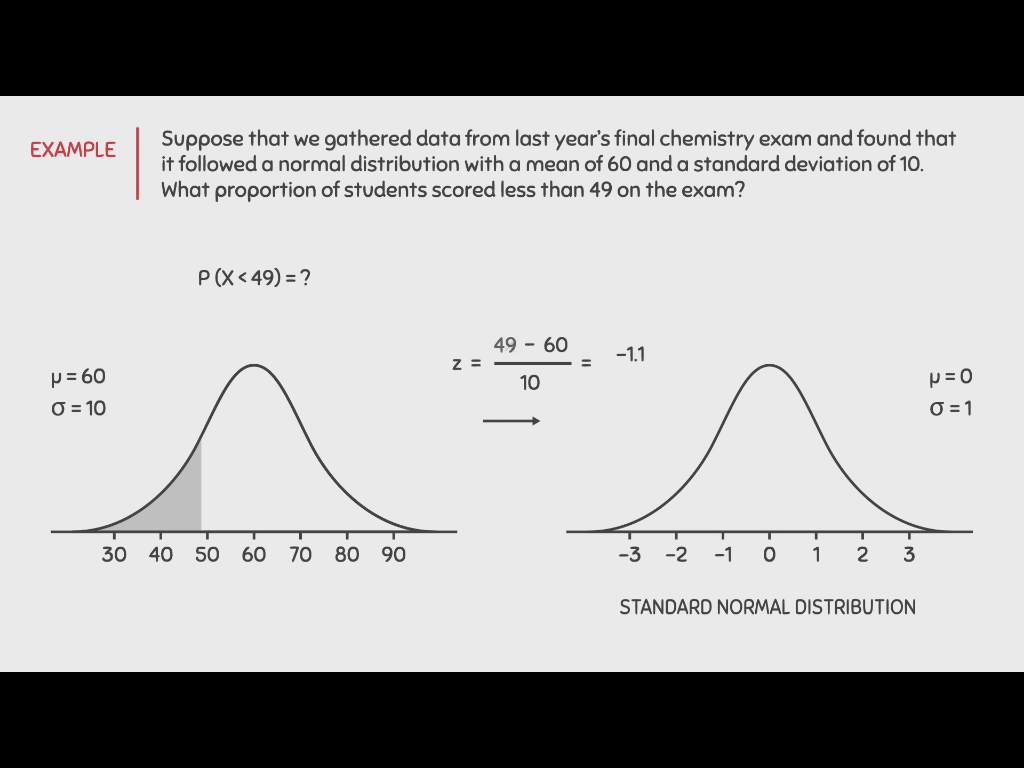 EXAMPLE
Suppose that we gathered data from last year's final chemistry exam and found that
it followed a normal distribution with a mean of 60 and a standard deviation of 10.
What proportion of students scored less than 49 on the exam?
P (X < 49) = ?
μ = 60
σ = 10
z = 49 − 60 / 10 = −1.1
μ = 0
σ = 1
30 40 50 60 70 80 90
−3 −2 −1 0 1 2 3
STANDARD NORMAL DISTRIBUTION